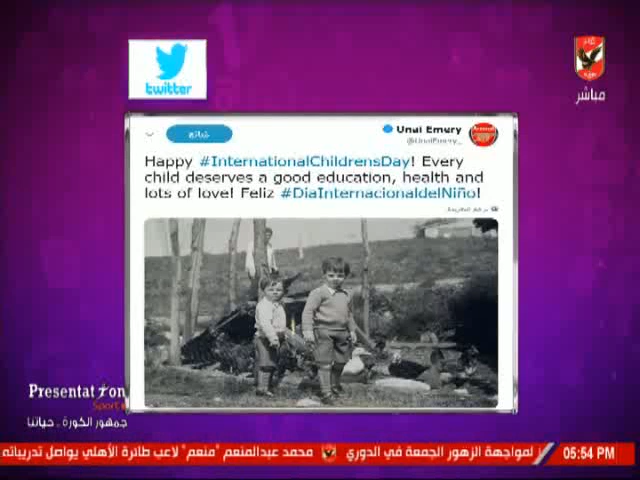 twitter
مباشر
Unai Emery
@UnaiEmery_
Happy #InternationalChildrensDay! Every
child deserves a good education, health and
lots of love! Feliz #DiaInternacionaldelNiño!
Presentation
Sports
جمهور الكورة .. حياتنا
لمواجهة الزهور الجمعة في الدوري
محمد عبدالمنعم "منعم" لاعب طائرة الأهلي يواصل تدريباته
05:54 PM